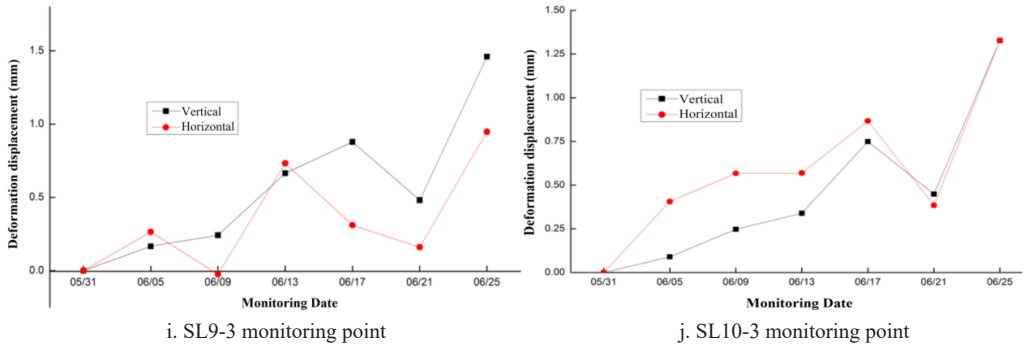 Deformation displacement (mm)
1.5
1.0
0.5
0.0
Vertical
Horizontal
05/31 06/05 06/09 06/13 06/17 06/21 06/25
Monitoring Date
i. SL9-3 monitoring point
Deformation displacement (mm)
1.50
1.25
1.00
0.75
0.50
0.25
0.00
Vertical
Horizontal
05/31 06/05 06/09 06/13 06/17 06/21 06/25
Monitoring Date
j. SL10-3 monitoring point